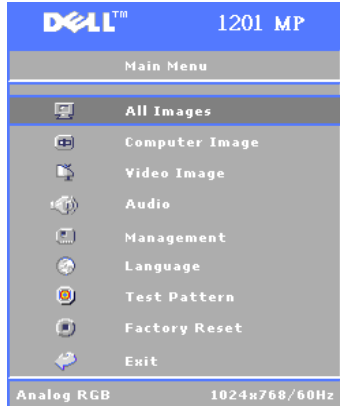 DELL™ 1201 MP
Main Menu
All Images
Computer Image
Video Image
Audio
Management
Language
Test Pattern
Factory Reset
Exit
Analog RGB 1024x768/60Hz